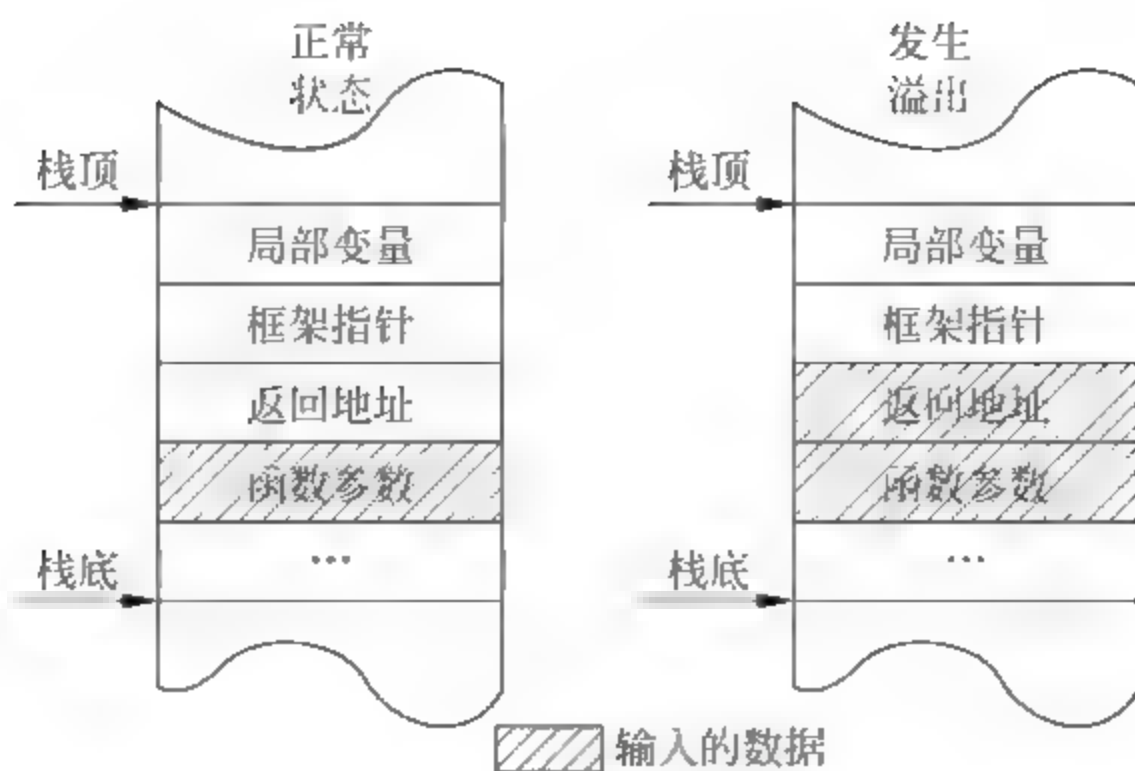 正常
状态
栈顶
局部变量
框架指针
返回地址
函数参数
…
栈底
发生
溢出
栈顶
局部变量
框架指针
返回地址
函数参数
…
栈底
输入的数据